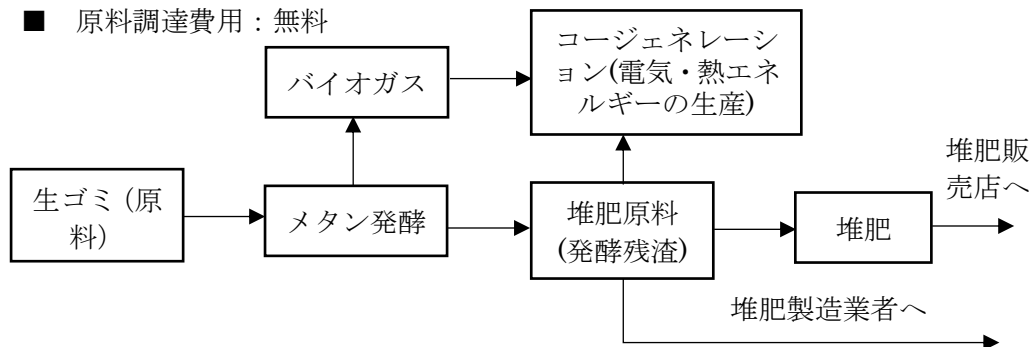 ■ 原料調達費用：無料
コージェネレーシ
ョン(電気・熱エネ
ルギーの生産)
バイオガス
堆肥販
売店へ
生ゴミ（原
料）
メタン発酵
堆肥原料
(発酵残渣)
堆肥
堆肥製造業者へ